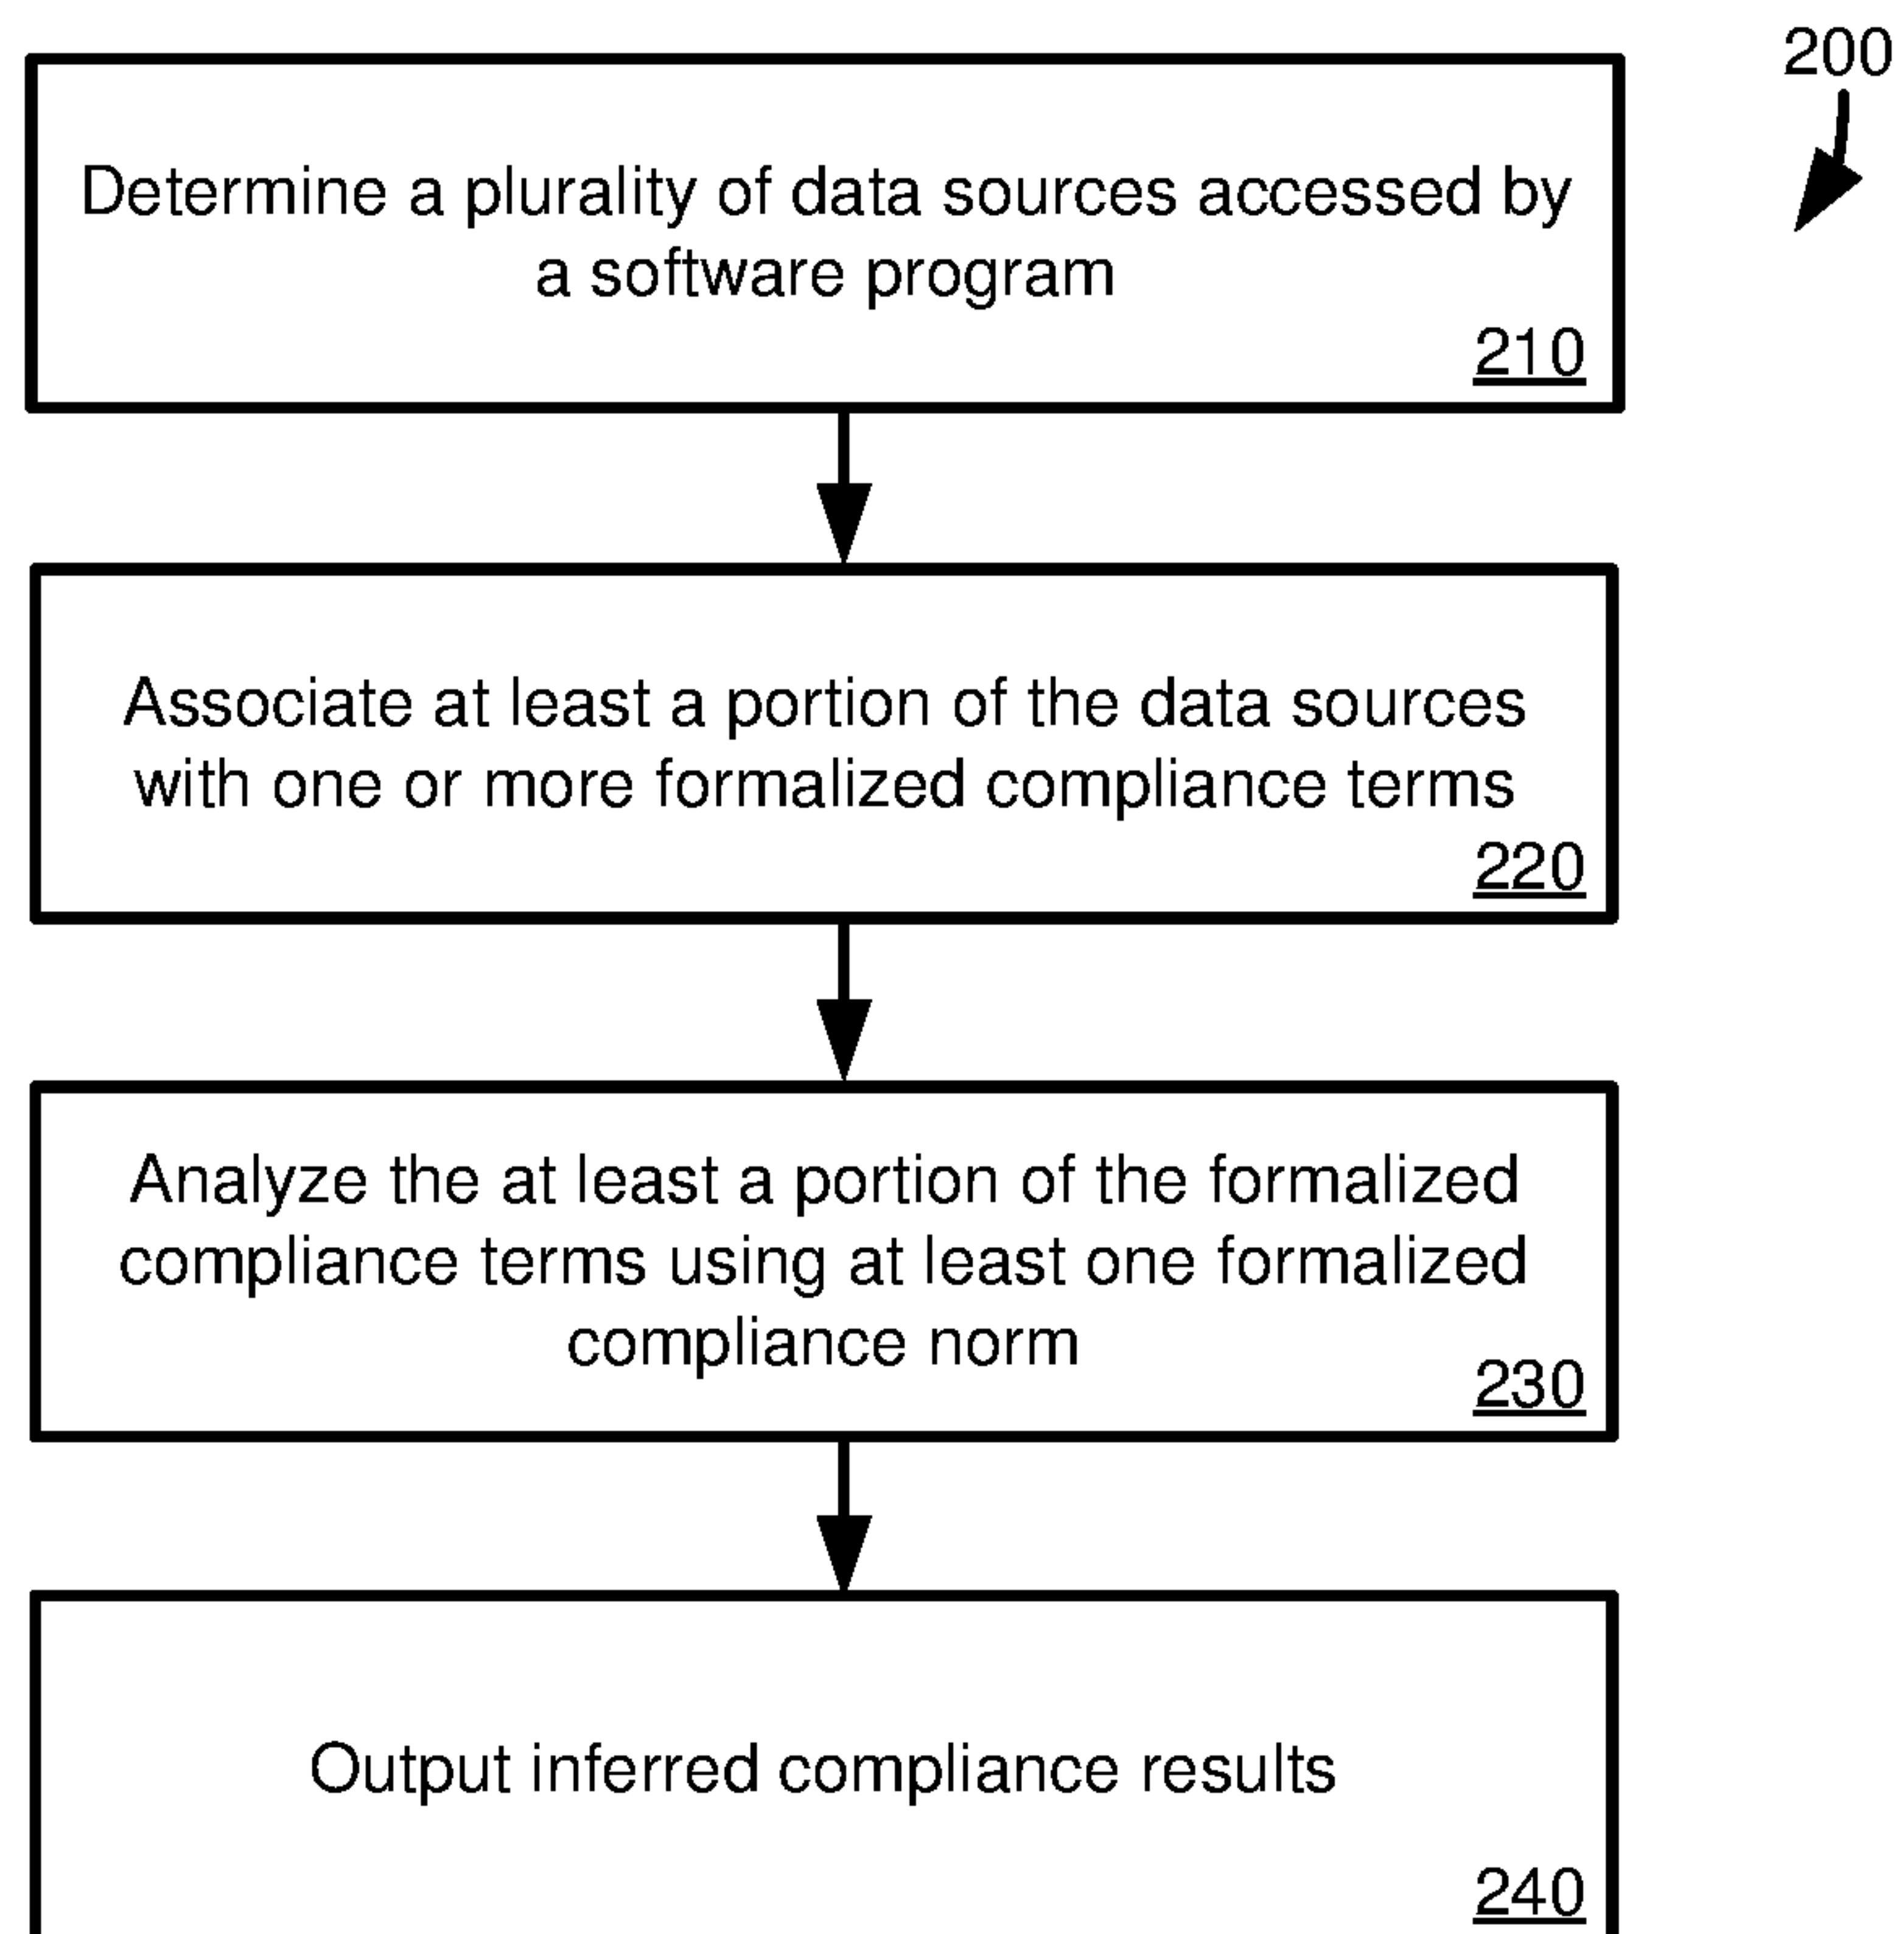 200
Determine a plurality of data sources accessed by
a software program
210
Associate at least a portion of the data sources
with one or more formalized compliance terms
220
Analyze the at least a portion of the formalized
compliance terms using at least one formalized
compliance norm
230
Output inferred compliance results
240